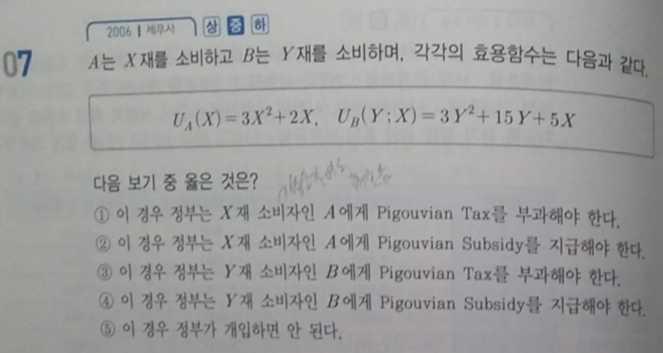 2006 | 세무사 상 중 하
07 A는 X재를 소비하고 B는 Y재를 소비하며, 각각의 효용함수는 다음과 같다.
U_A(X)=3X²+2X, U_B(Y;X)=3Y²+15Y+5X
다음 보기 중 옳은 것은?
① 이 경우 정부는 X재 소비자인 A에게 Pigouvian Tax를 부과해야 한다.
② 이 경우 정부는 X재 소비자인 A에게 Pigouvian Subsidy를 지급해야 한다.
③ 이 경우 정부는 Y재 소비자인 B에게 Pigouvian Tax를 부과해야 한다.
④ 이 경우 정부는 Y재 소비자인 B에게 Pigouvian Subsidy를 지급해야 한다.
⑤ 이 경우 정부가 개입하면 안 된다.